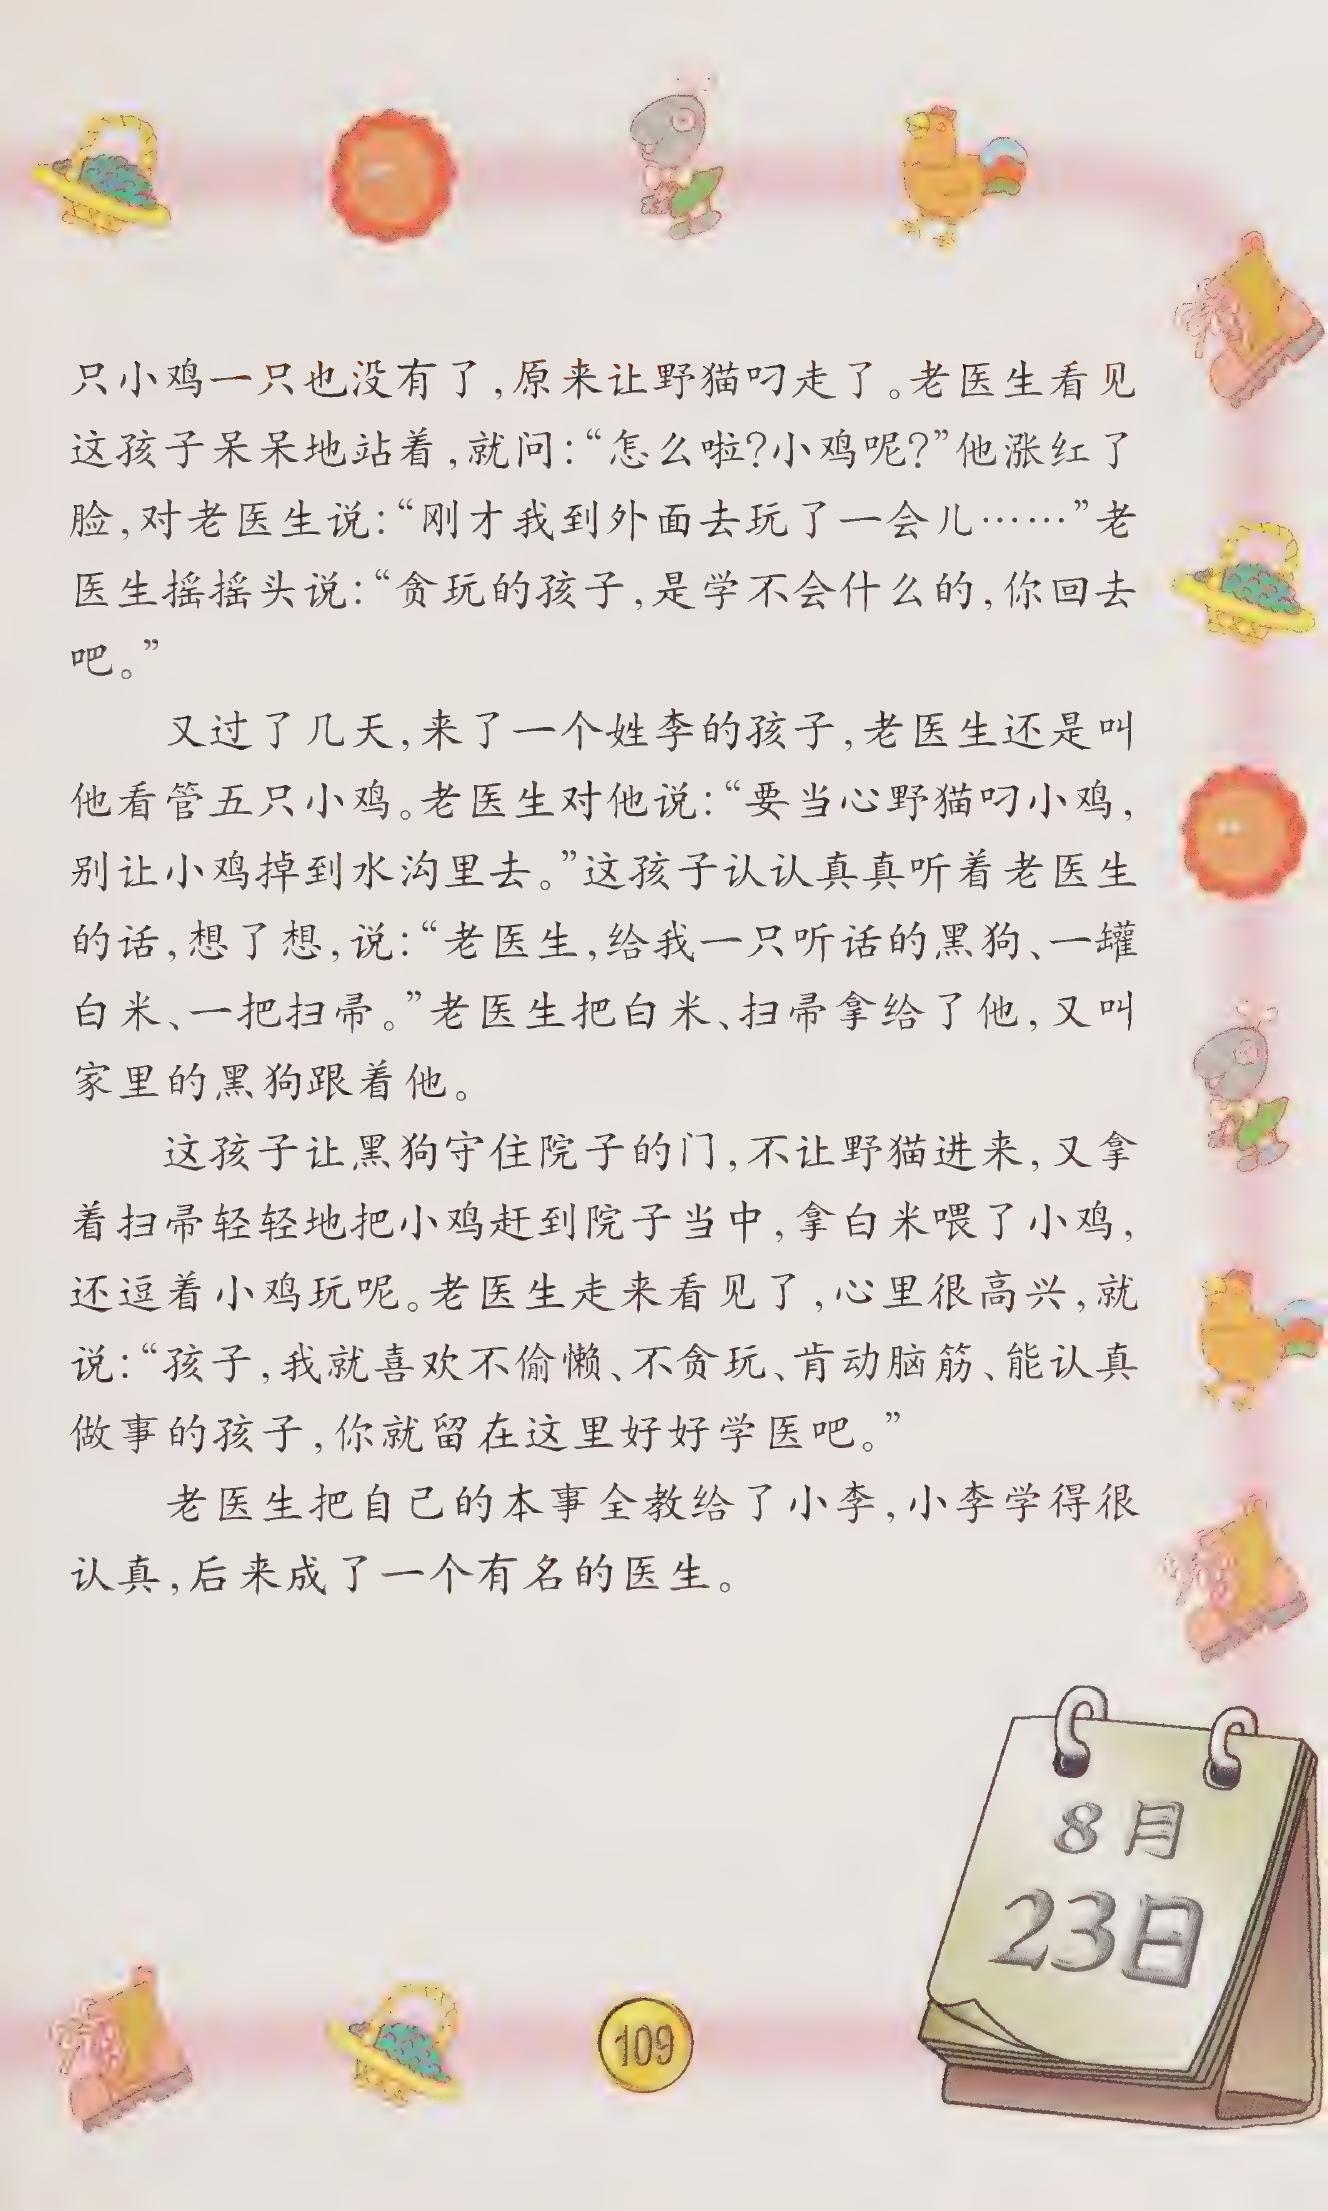 只小鸡一只也没有了,原来让野猫叼走了。老医生看见
这孩子呆呆地站着,就问:“怎么啦?小鸡呢?”他涨红了
脸,对老医生说:“刚才我到外面去玩了一会儿……”老
医生摇摇头说:“贪玩的孩子,是学不会什么的,你回去
吧。”
又过了几天,来了一个姓李的孩子,老医生还是叫
他看管五只小鸡。老医生对他说:“要当心野猫叼小鸡,
别让小鸡掉到水沟里去。”这孩子认认真真听着老医生
的话,想了想,说:“老医生,给我一只听话的黑狗、一罐
白米、一把扫帚。”老医生把白米、扫帚拿给了他,又叫
家里的黑狗跟着他。
这孩子让黑狗守住院子的门,不让野猫进来,又拿
着扫帚轻轻地把小鸡赶到院子当中,拿白米喂了小鸡,
还逗着小鸡玩呢。老医生走来看见了,心里很高兴,就
说:“孩子,我就喜欢不偷懒、不贪玩、肯动脑筋、能认真
做事的孩子,你就留在这里好好学医吧。”
老医生把自己的本事全教给了小李,小李学得很
认真,后来成了一个有名的医生。
8月
23日
109